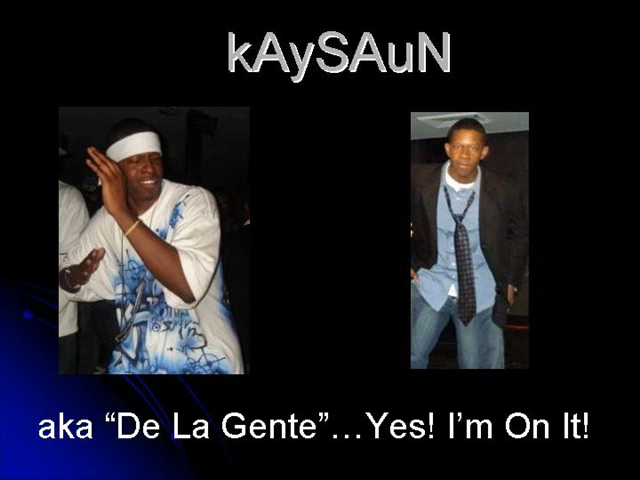 kAySAuN
aka “De La Gente”…Yes! I’m On It!